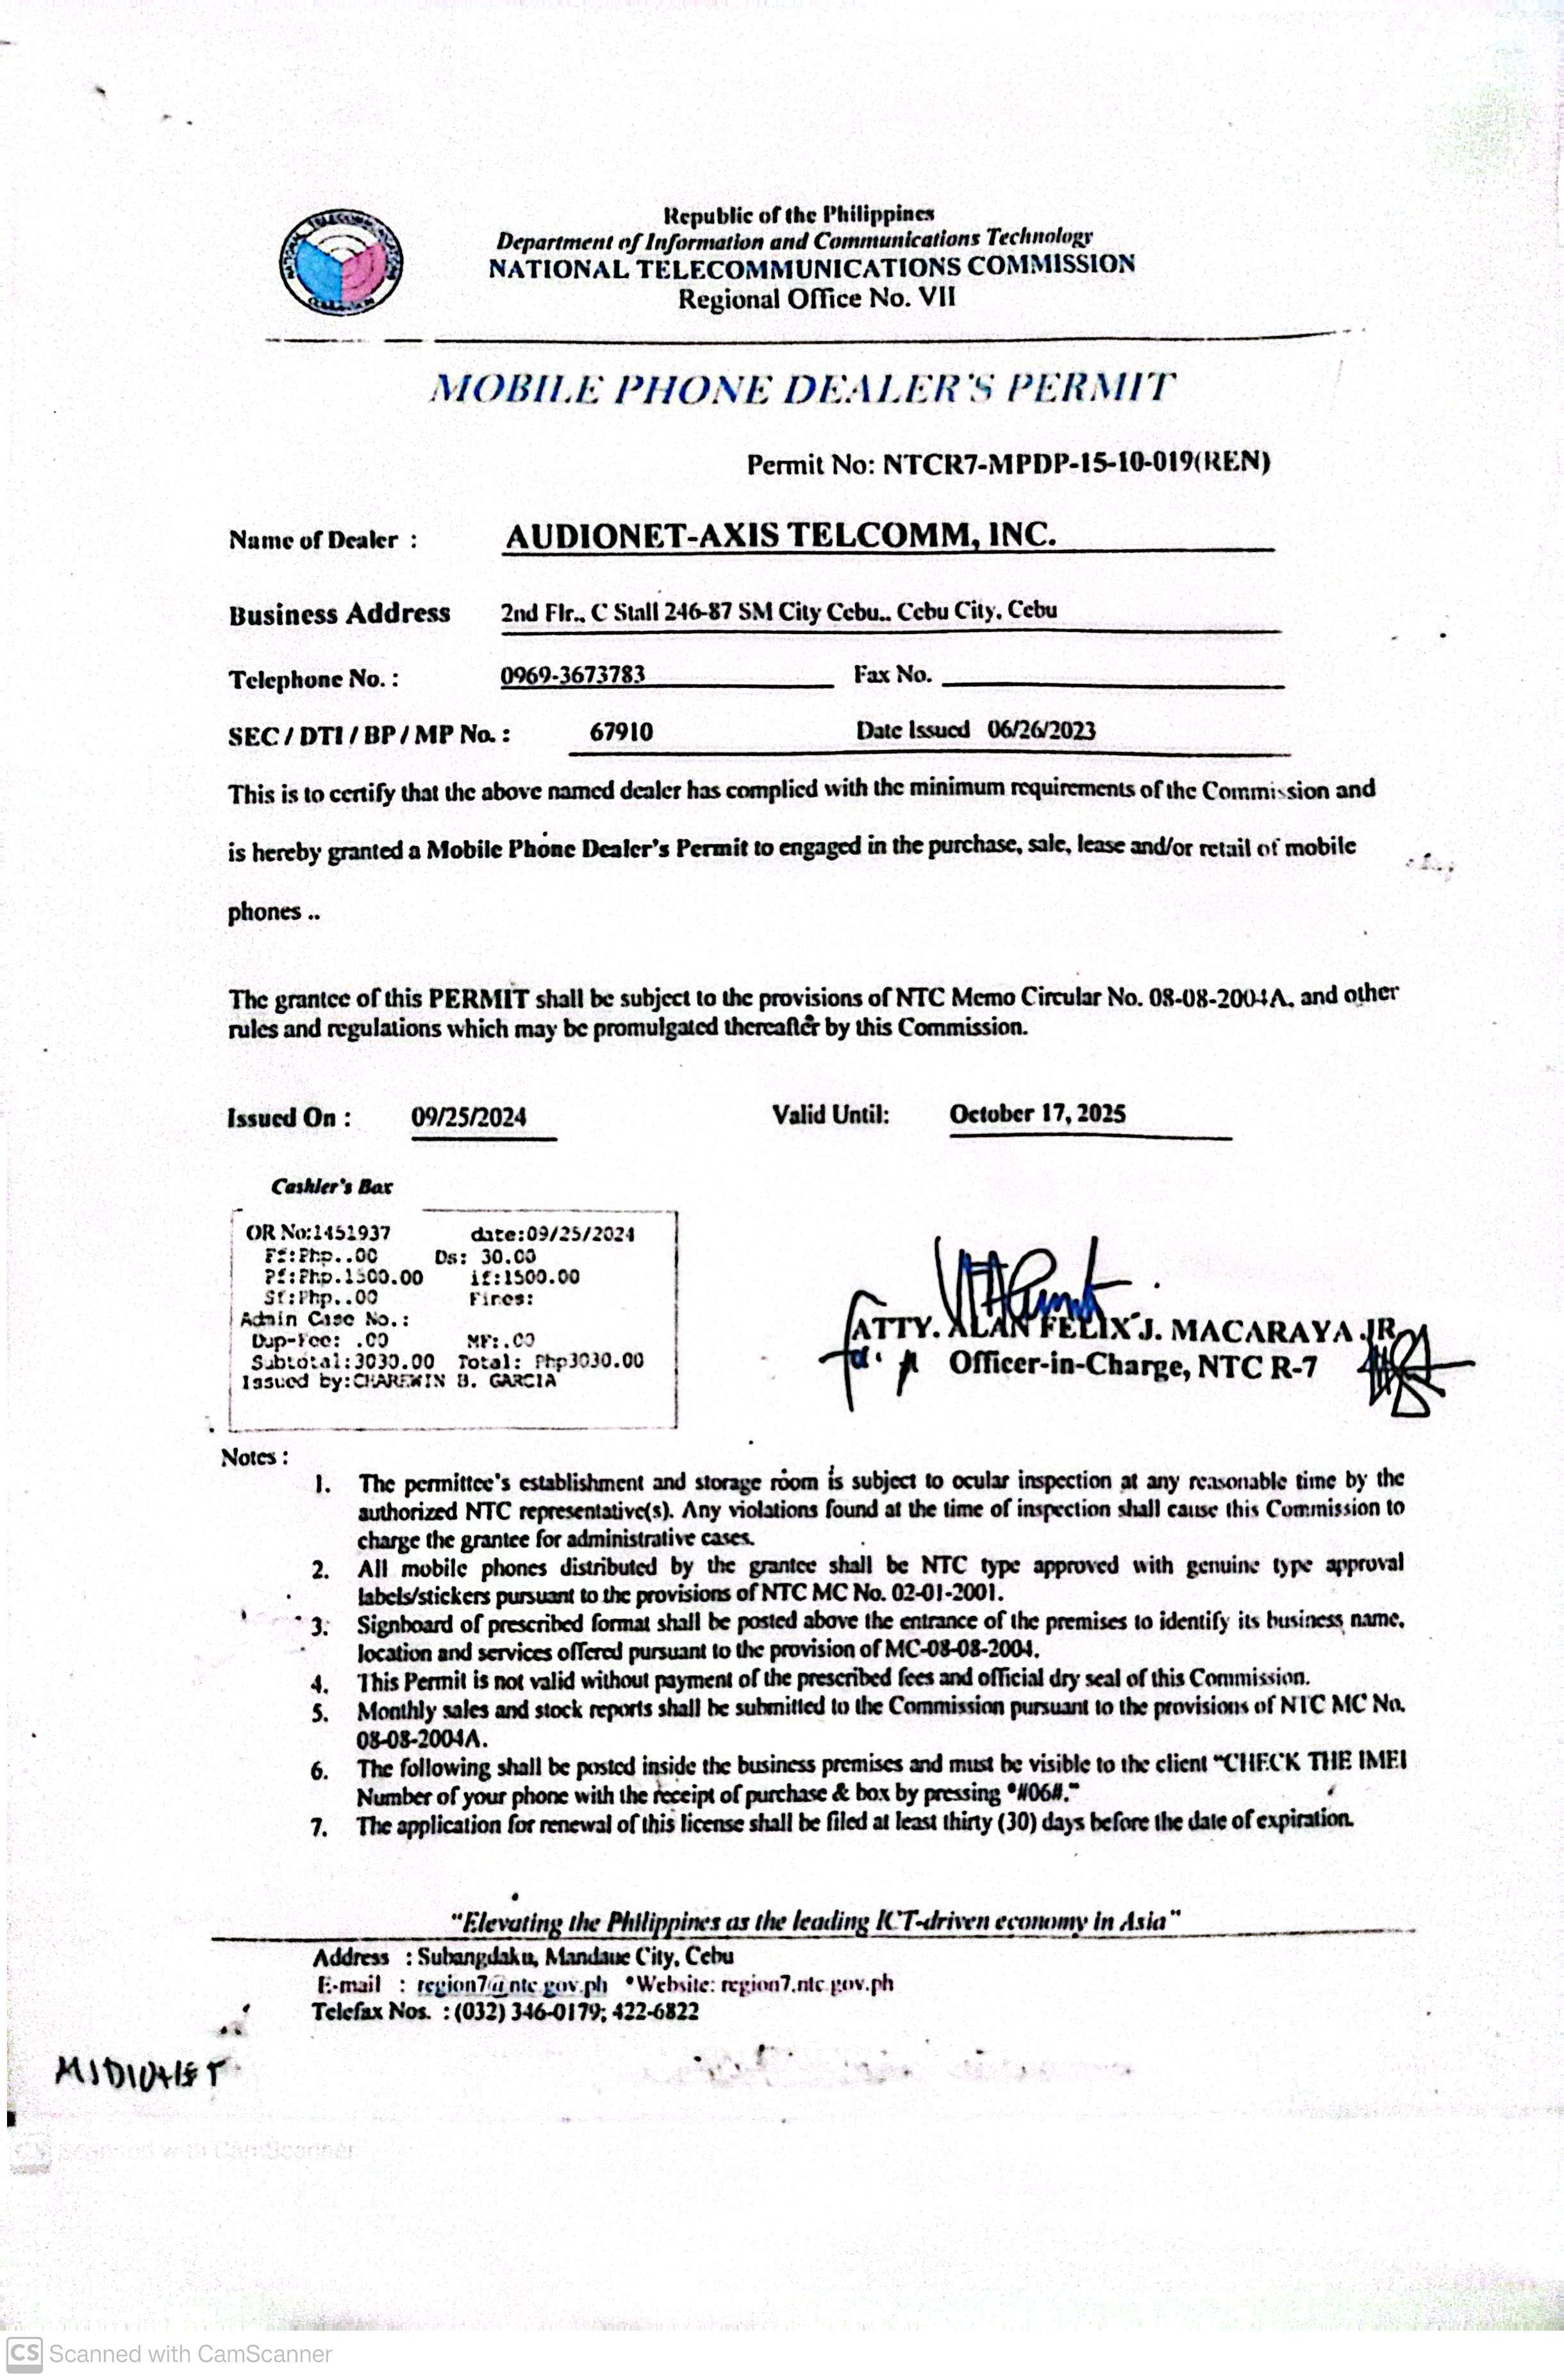 Republic of the Philippines
Department of Information and Communications Technology
NATIONAL TELECOMMUNICATIONS COMMISSION
Regional Office No. VII
MOBILE PHONE DEALER'S PERMIT
Permit No: NTCR7-MPDP-15-10-019(REN)
Name of Dealer : AUDIONET-AXIS TELCOMM, INC.
Business Address 2nd Flr., C Stall 246-87 SM City Cebu., Cebu City, Cebu
Telephone No. : 0969-3673783 Fax No.
SEC / DTI / BP / MP No. : 67910 Date Issued 06/26/2023
This is to certify that the above named dealer has complied with the minimum requirements of the Commission and
is hereby granted a Mobile Phone Dealer's Permit to engaged in the purchase, sale, lease and/or retail of mobile
phones ..
The grantee of this PERMIT shall be subject to the provisions of NTC Memo Circular No. 08-08-2004A, and other
rules and regulations which may be promulgated thereafter by this Commission.
Issued On : 09/25/2024 Valid Until: October 17, 2025
Cashier's Box
OR No:1451937 date:09/25/2024
Ff:Php..00 Ds: 30.00
Pf:Php.1500.00 if:1500.00
Sf:Php..00 Fines:
Admin Case No.:
Dup-Fee: .00 MF:.00
Subtotal:3030.00 Total: Php3030.00
Issued by:CHAREWIN B. GARCIA
ATTY. ALAN FELIX J. MACARAYA JR
Officer-in-Charge, NTC R-7
Notes :
1. The permittee's establishment and storage room is subject to ocular inspection at any reasonable time by the
authorized NTC representative(s). Any violations found at the time of inspection shall cause this Commission to
charge the grantee for administrative cases.
2. All mobile phones distributed by the grantee shall be NTC type approved with genuine type approval
labels/stickers pursuant to the provisions of NTC MC No. 02-01-2001.
3. Signboard of prescribed format shall be posted above the entrance of the premises to identify its business name,
location and services offered pursuant to the provision of MC-08-08-2004.
4. This Permit is not valid without payment of the prescribed fees and official dry seal of this Commission.
5. Monthly sales and stock reports shall be submitted to the Commission pursuant to the provisions of NTC MC No.
08-08-2004A.
6. The following shall be posted inside the business premises and must be visible to the client "CHECK THE IMEI
Number of your phone with the receipt of purchase & box by pressing *#06#."
7. The application for renewal of this license shall be filed at least thirty (30) days before the date of expiration.
"Elevating the Philippines as the leading ICT-driven economy in Asia"
Address : Subangdaku, Mandaue City, Cebu
E-mail : region7@ntc.gov.ph *Website: region7.ntc.gov.ph
Telefax Nos. : (032) 346-0179; 422-6822
CS Scanned with CamScanner
CS Scanned with CamScanner